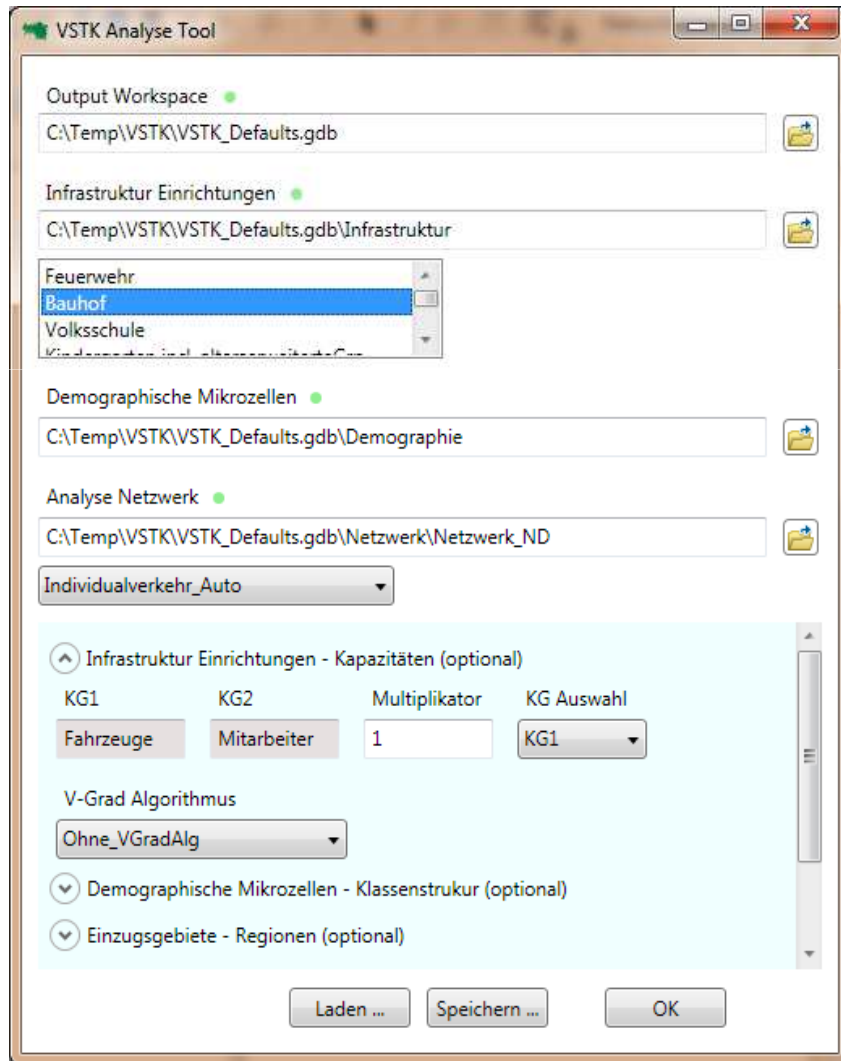 VSTK Analyse Tool
Output Workspace
C:\Temp\VSTK\VSTK_Defaults.gdb
Infrastruktur Einrichtungen
C:\Temp\VSTK\VSTK_Defaults.gdb\Infrastruktur
Feuerwehr
Bauhof
Volksschule
Kindergarten incl. alterserweiterteGrp
Demographische Mikrozellen
C:\Temp\VSTK\VSTK_Defaults.gdb\Demographie
Analyse Netzwerk
C:\Temp\VSTK\VSTK_Defaults.gdb\Netzwerk\Netzwerk_ND
Individualverkehr_Auto
Infrastruktur Einrichtungen - Kapazitäten (optional)
KG1 KG2 Multiplikator KG Auswahl
Fahrzeuge Mitarbeiter 1 KG1
V-Grad Algorithmus
Ohne_VGradAlg
Demographische Mikrozellen - Klassenstrukur (optional)
Einzugsgebiete - Regionen (optional)
Laden ... Speichern ... OK